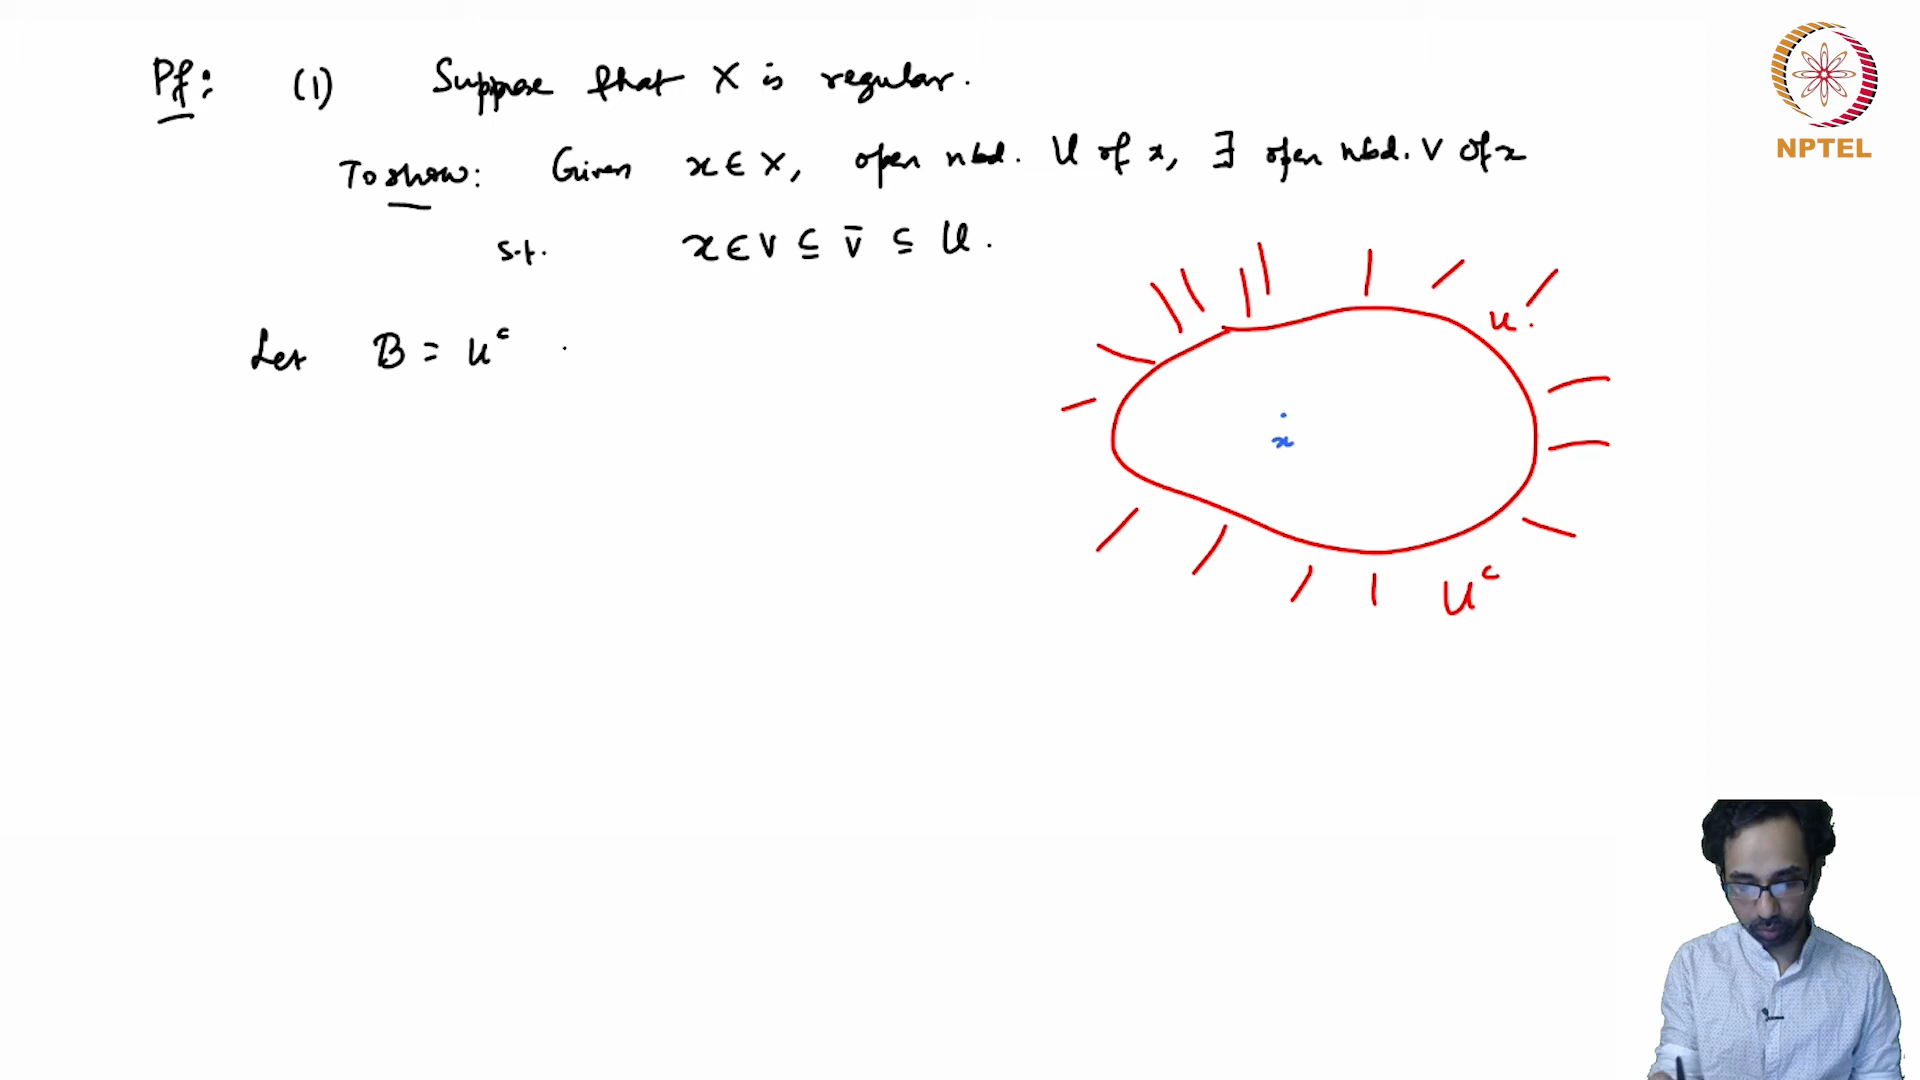 Pf: (1) Suppose that X is regular.
To show: Given x ∈ X, open nbd. U of x, ∃ open nbd. V of x
s.t. x ∈ V ⊆ V̄ ⊆ U.
Let B = U^c .
u.
x
U^c
NPTEL